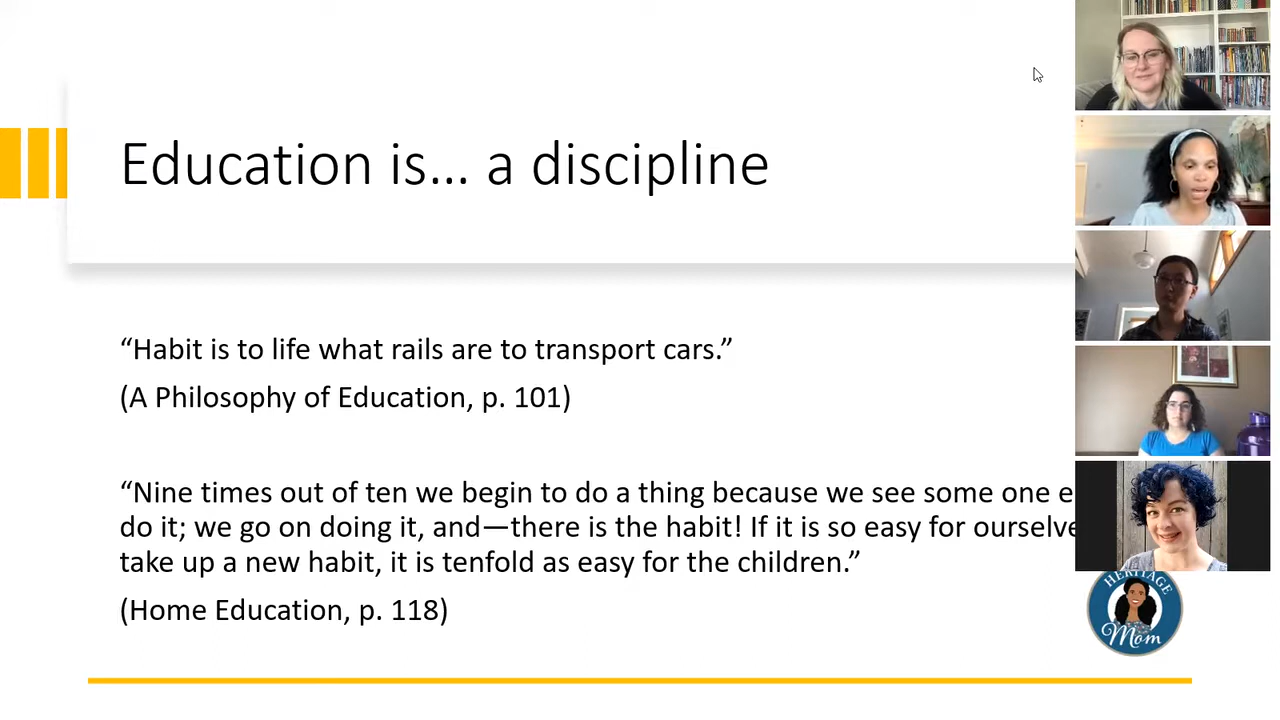 Education is... a discipline
“Habit is to life what rails are to transport cars.”
(A Philosophy of Education, p. 101)
“Nine times out of ten we begin to do a thing because we see some one
do it; we go on doing it, and—there is the habit! If it is so easy for
take up a new habit, it is tenfold as easy for the children.”
(Home Education, p. 118)
HERITAGE
Mom